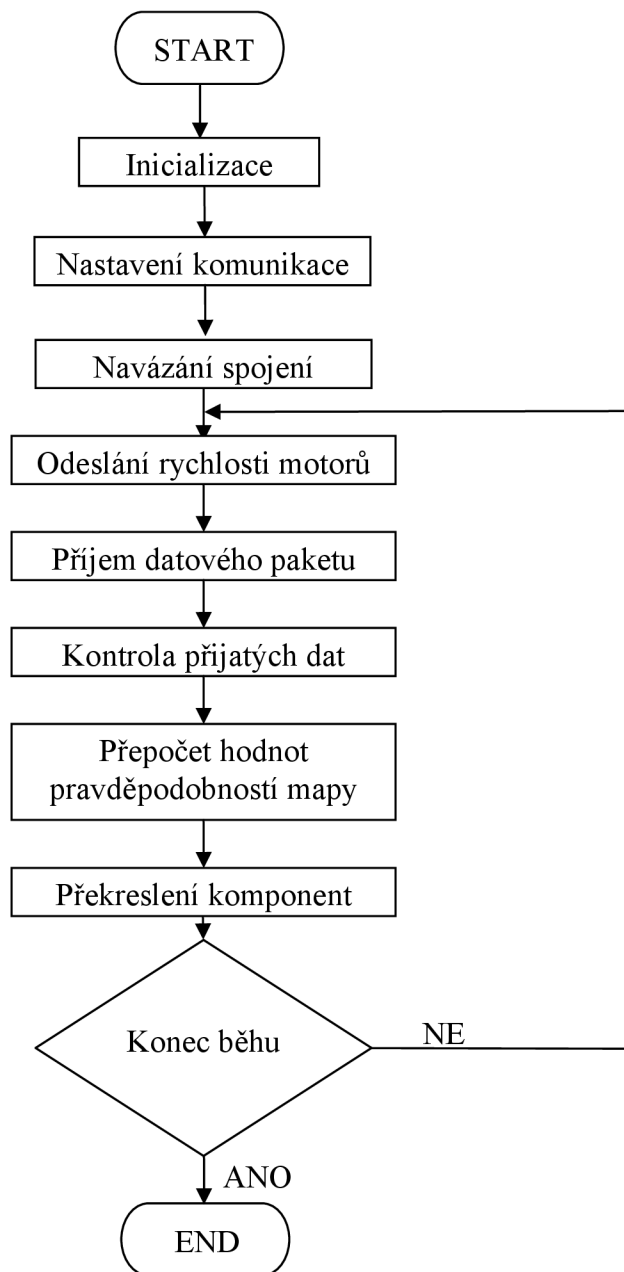 START
Inicializace
Nastavení komunikace
Navázání spojení
Odeslání rychlosti motorů
Příjem datového paketu
Kontrola přijatých dat
Přepočet hodnot
pravděpodobností mapy
Překreslení komponent
Konec běhu
NE
ANO
END